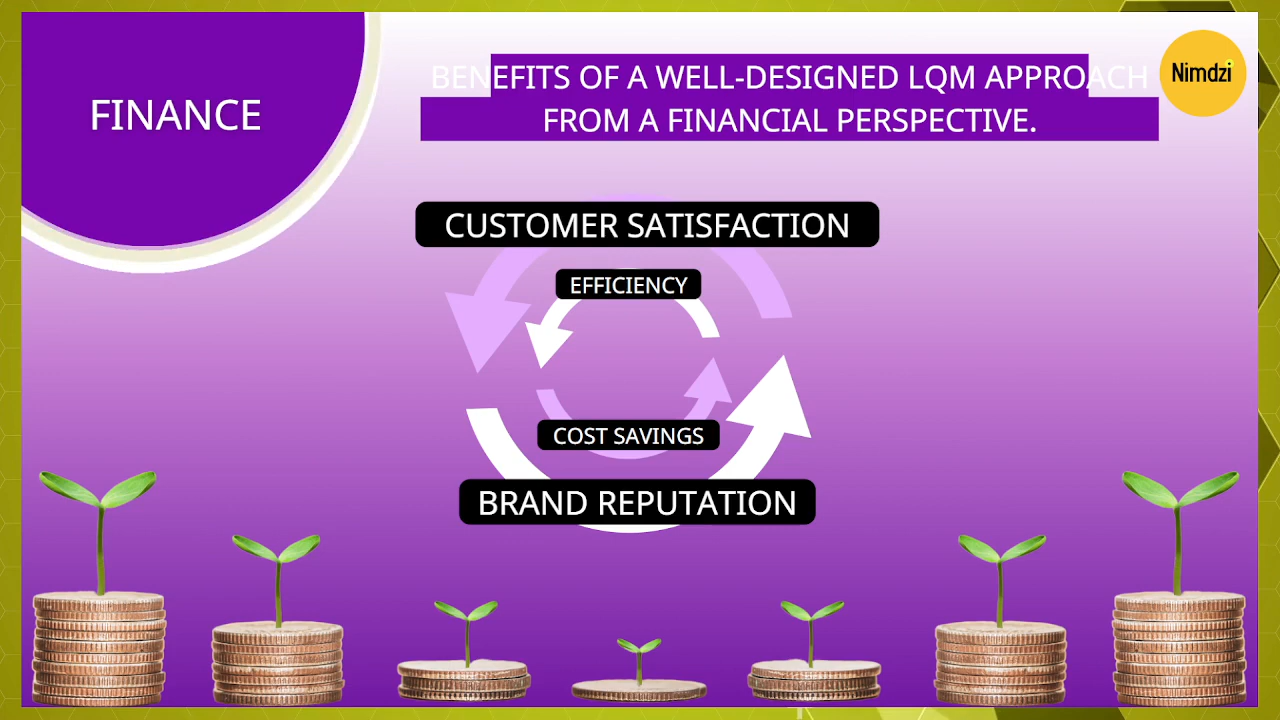 FINANCE
BENEFITS OF A WELL-DESIGNED LQM APPROACH
FROM A FINANCIAL PERSPECTIVE.
Nimdzi
CUSTOMER SATISFACTION
EFFICIENCY
COST SAVINGS
BRAND REPUTATION